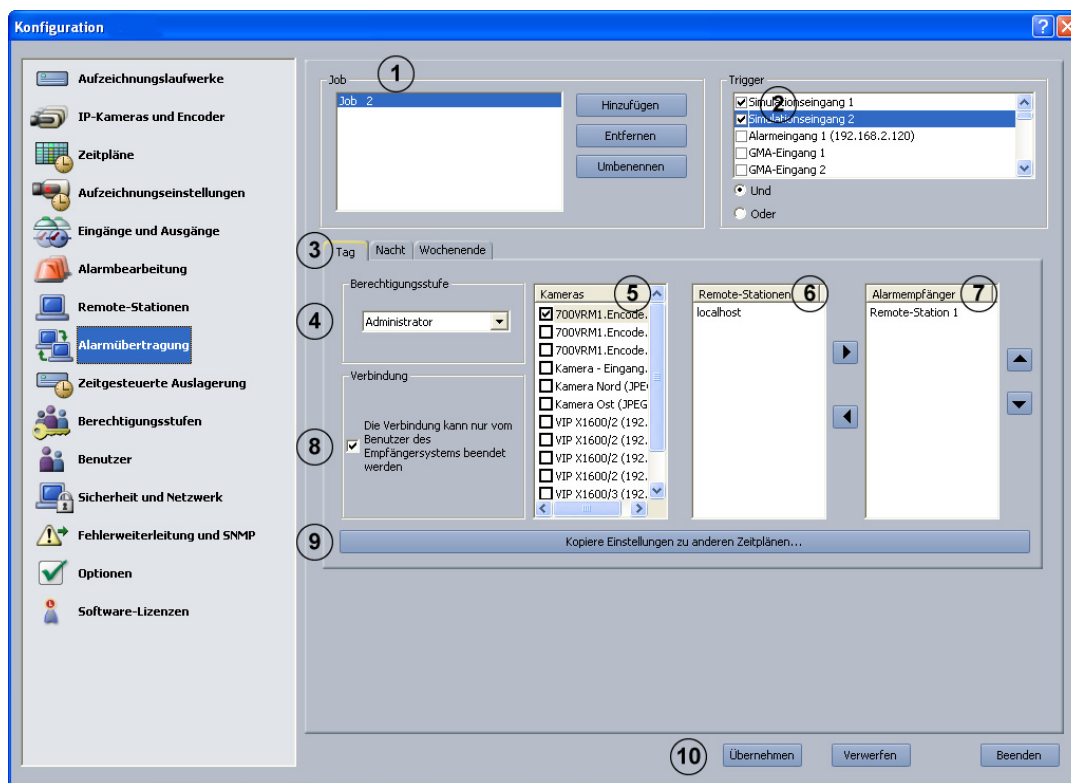 Konfiguration
Aufzeichnungslaufwerke
IP-Kameras und Encoder
Zeitpläne
Aufzeichnungseinstellungen
Eingänge und Ausgänge
Alarmbearbeitung
Remote-Stationen
Alarmübertragung
Zeitgesteuerte Auslagerung
Berechtigungsstufen
Benutzer
Sicherheit und Netzwerk
Fehlerweiterleitung und SNMP
Optionen
Software-Lizenzen
Job
1
Job 2
Hinzufügen
Entfernen
Umbenennen
Trigger
2
Simulationseingang 1
Simulationseingang 2
Alarmeingang 1 (192.168.2.120)
GMA-Eingang 1
GMA-Eingang 2
Und
Oder
3
Tag
Nacht
Wochenende
Berechtigungsstufe
4
Administrator
Verbindung
8
Die Verbindung kann nur vom
Benutzer des
Empfängersystems beendet
werden
Kameras
5
700VRM1.Encode.
700VRM1.Encode.
700VRM1.Encode.
Kamera - Eingang.
Kamera Nord (JPE
Kamera Ost (JPEG
VIP X1600/2 (192.
VIP X1600/2 (192.
VIP X1600/2 (192.
VIP X1600/2 (192.
VIP X1600/3 (192.
Remote-Stationen
6
localhost
Alarmempfänger
7
Remote-Station 1
9
Kopiere Einstellungen zu anderen Zeitplänen...
10
Übernehmen
Verwerfen
Beenden